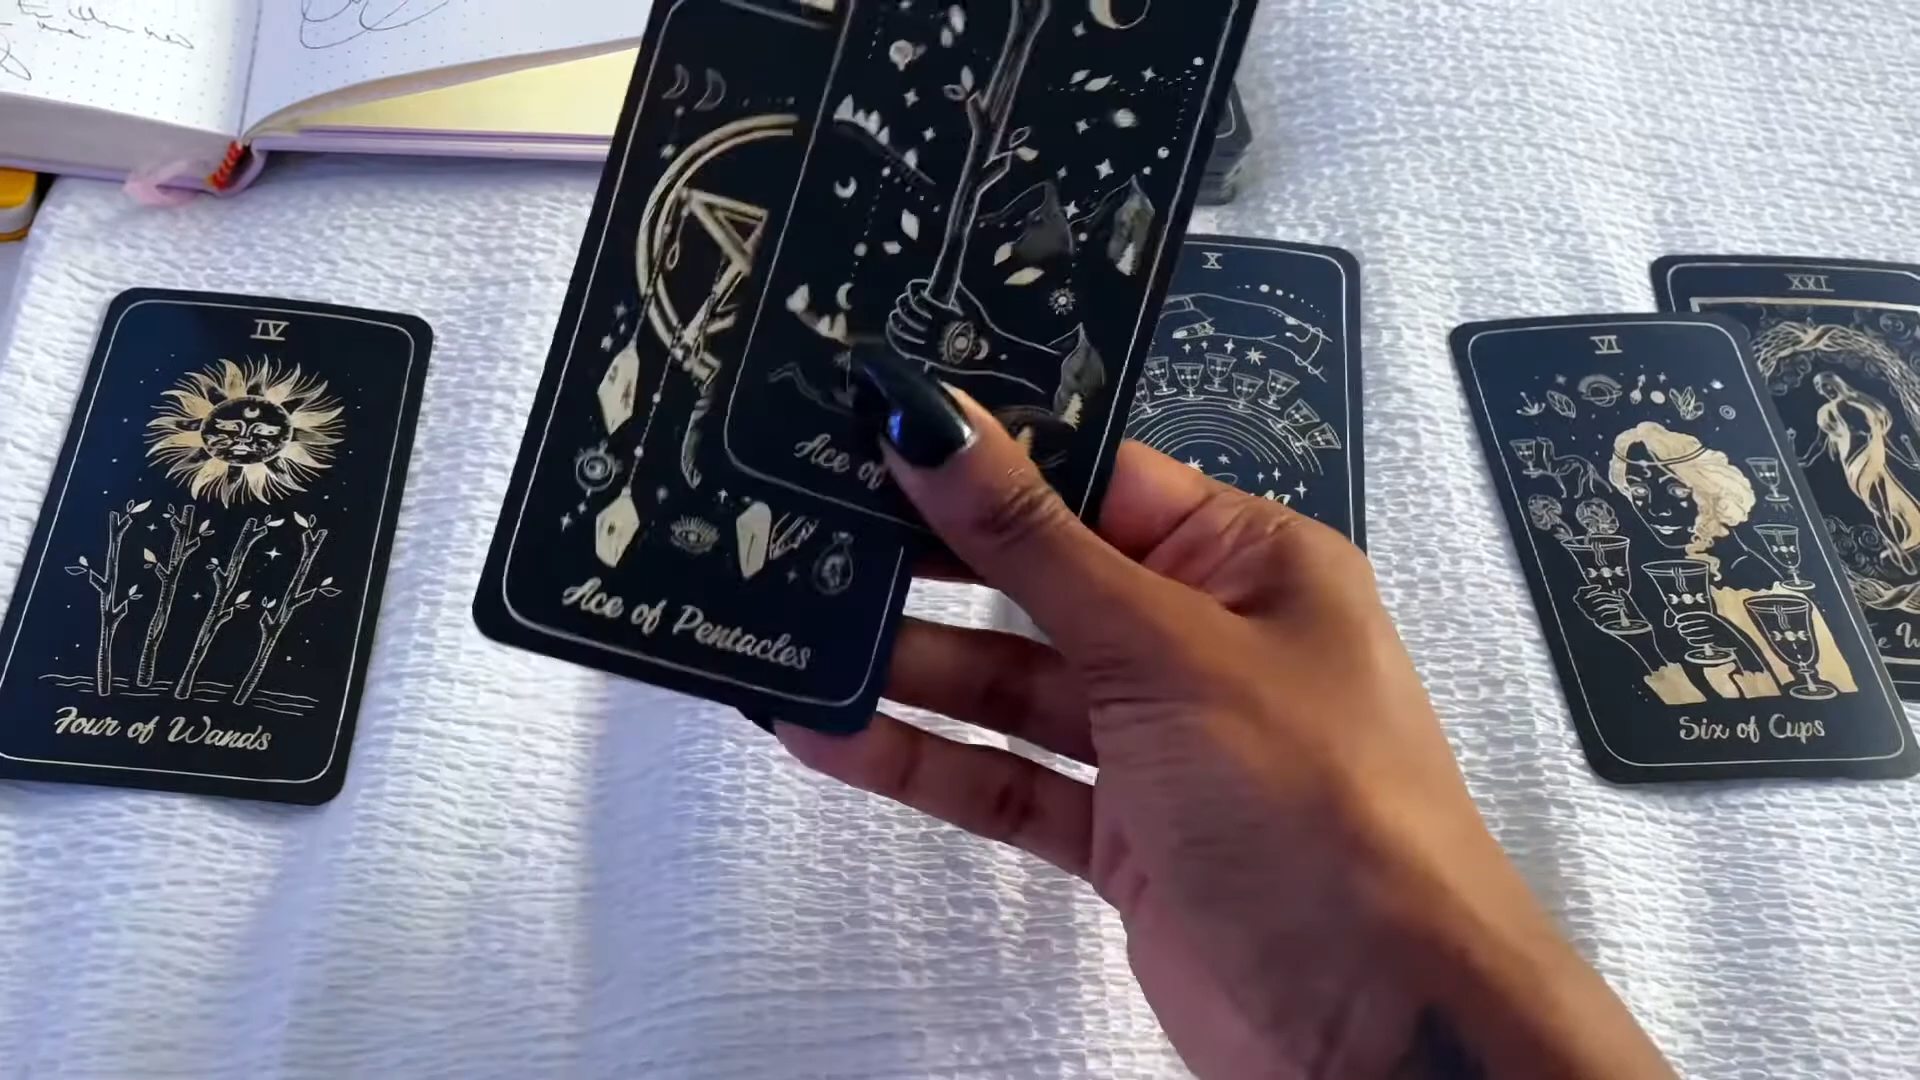 IV
Four of Wands
Ace of Pentacles
Ace of
X
VI
Six of Cups
XXI